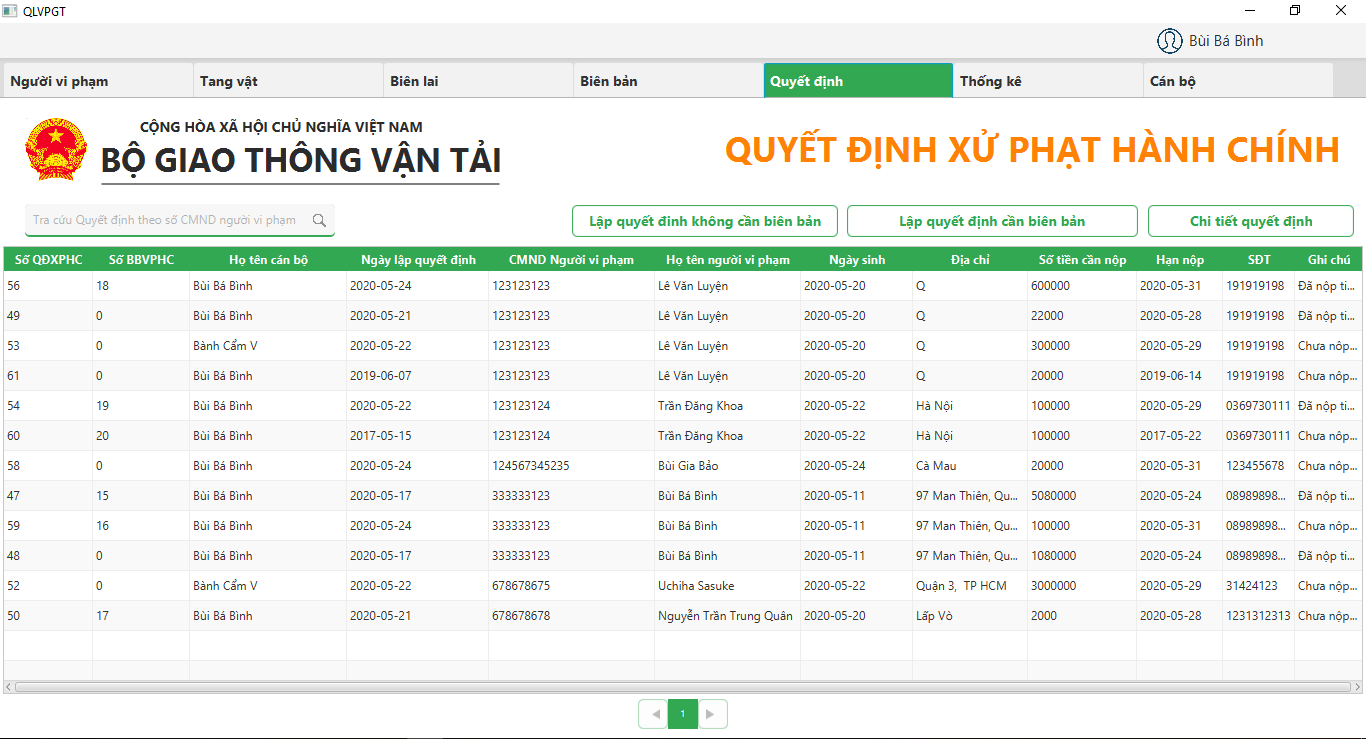 QLVPGT
Bùi Bá Bình
Người vi phạm Tang vật Biên lai Biên bản Quyết định Thống kê Cán bộ
CỘNG HÒA XÃ HỘI CHỦ NGHĨA VIỆT NAM
BỘ GIAO THÔNG VẬN TẢI
QUYẾT ĐỊNH XỬ PHẠT HÀNH CHÍNH
Tra cứu Quyết định theo số CMND người vi phạm
Lập quyết đinh không cần biên bản Lập quyết định cần biên bản Chi tiết quyết định
Số QĐXPHC Số BBVPHC Họ tên cán bộ Ngày lập quyết định CMND Người vi phạm Họ tên người vi phạm Ngày sinh Địa chỉ Số tiền cần nộp Hạn nộp SĐT Ghi chú
56 18 Bùi Bá Bình 2020-05-24 123123123 Lê Văn Luyện 2020-05-20 Q 600000 2020-05-31 191919198 Đã nộp ti...
49 0 Bùi Bá Bình 2020-05-21 123123123 Lê Văn Luyện 2020-05-20 Q 22000 2020-05-28 191919198 Đã nộp ti...
53 0 Bành Cẩm V 2020-05-22 123123123 Lê Văn Luyện 2020-05-20 Q 300000 2020-05-29 191919198 Chưa nôp...
61 0 Bùi Bá Bình 2019-06-07 123123123 Lê Văn Luyện 2020-05-20 Q 20000 2019-06-14 191919198 Chưa nôp...
54 19 Bùi Bá Bình 2020-05-22 123123124 Trần Đăng Khoa 2020-05-22 Hà Nội 100000 2020-05-29 0369730111 Đã nộp ti...
60 20 Bùi Bá Bình 2017-05-15 123123124 Trần Đăng Khoa 2020-05-22 Hà Nội 100000 2017-05-22 0369730111 Chưa nôp...
58 0 Bùi Bá Bình 2020-05-24 124567345235 Bùi Gia Bảo 2020-05-24 Cà Mau 20000 2020-05-31 123455678 Chưa nôp...
47 15 Bùi Bá Bình 2020-05-17 333333123 Bùi Bá Bình 2020-05-11 97 Man Thiên, Qu... 5080000 2020-05-24 08989898... Đã nộp ti...
59 16 Bùi Bá Bình 2020-05-24 333333123 Bùi Bá Bình 2020-05-11 97 Man Thiên, Qu... 100000 2020-05-31 08989898... Chưa nôp...
48 0 Bùi Bá Bình 2020-05-17 333333123 Bùi Bá Bình 2020-05-11 97 Man Thiên, Qu... 1080000 2020-05-24 08989898... Đã nộp ti...
52 0 Bành Cẩm V 2020-05-22 678678675 Uchiha Sasuke 2020-05-22 Quận 3, TP HCM 3000000 2020-05-29 31424123 Chưa nôp...
50 17 Bùi Bá Bình 2020-05-21 678678678 Nguyễn Trần Trung Quân 2020-05-20 Lấp Vò 2000 2020-05-28 1231312313 Chưa nôp...
1